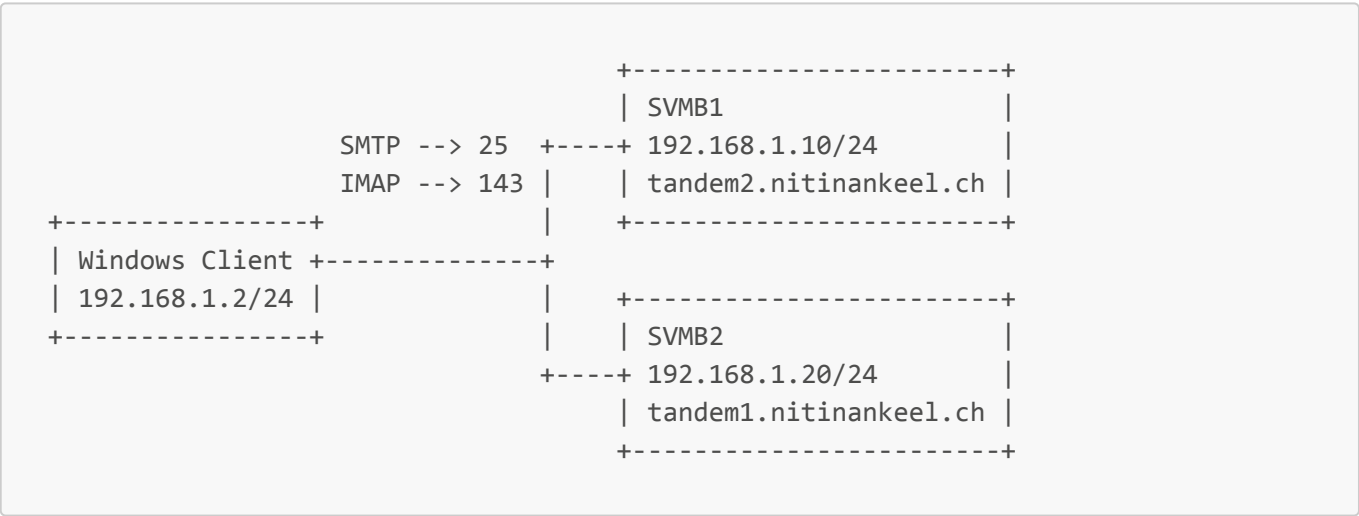 SVMB1
SMTP --> 25 192.168.1.10/24
IMAP --> 143 tandem2.nitinankeel.ch
Windows Client
192.168.1.2/24
SVMB2
192.168.1.20/24
tandem1.nitinankeel.ch